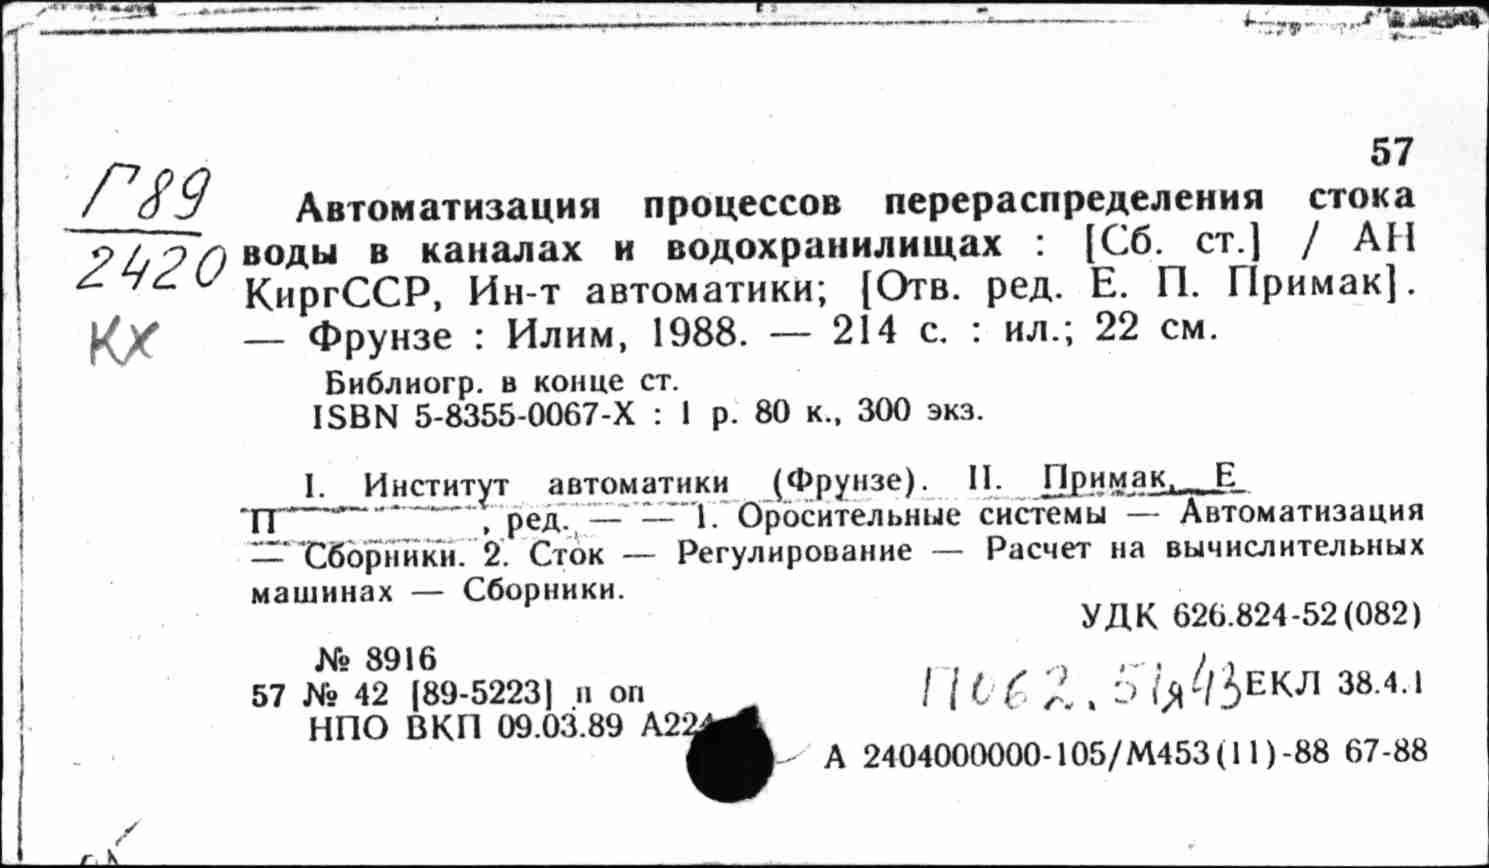 57
Г89
2420
КХ
Автоматизация процессов перераспределения стока
воды в каналах и водохранилищах : [Сб. ст.] / АН
КиргССР, Ин-т автоматики; [Отв. ред. Е. П. Примак].
— Фрунзе : Илим, 1988. — 214 с. : ил.; 22 см.
Библиогр. в конце ст.
ISBN 5-8355-0067-X : 1 р. 80 к., 300 экз.
I. Институт автоматики (Фрунзе). II. Примак, Е
П , ред. — — 1. Оросительные системы — Автоматизация
— Сборники. 2. Сток — Регулирование — Расчет на вычислительных
машинах — Сборники.
УДК 626.824-52(082)
№ 8916
57 № 42 [89-5223] п оп
П062.51я43 ЕКЛ 38.4.1
НПО ВКП 09.03.89
А 2404000000-105/М453(11)-88 67-88